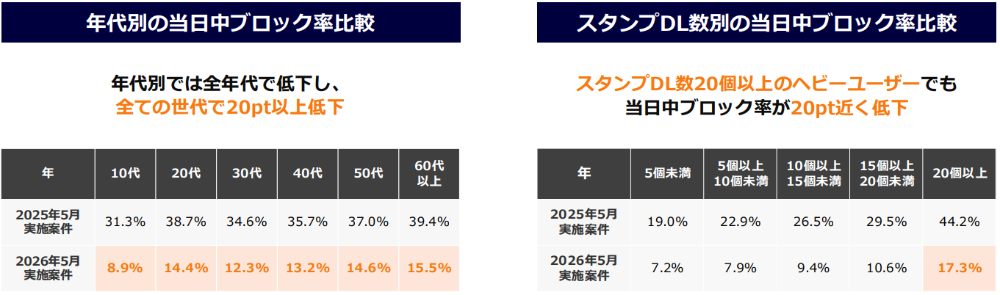 年代別の当日中ブロック率比較
年代別では全年代で低下し、
全ての世代で20pt以上低下
年 10代 20代 30代 40代 50代 60代
以上
2025年5月
実施案件 31.3% 38.7% 34.6% 35.7% 37.0% 39.4%
2026年5月
実施案件 8.9% 14.4% 12.3% 13.2% 14.6% 15.5%
スタンプDL数別の当日中ブロック率比較
スタンプDL数20個以上のヘビーユーザーでも
当日中ブロック率が20pt近く低下
年 5個未満 5個以上
10個未満 10個以上
15個未満 15個以上
20個未満 20個以上
2025年5月
実施案件 19.0% 22.9% 26.5% 29.5% 44.2%
2026年5月
実施案件 7.2% 7.9% 9.4% 10.6% 17.3%